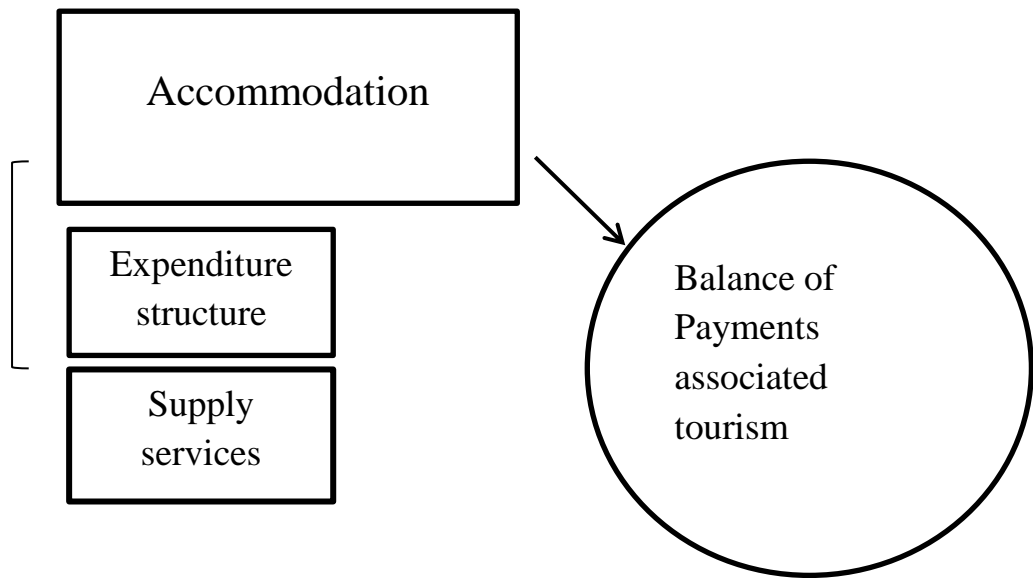 Accommodation
Expenditure
structure
Supply
services
Balance of
Payments
associated
tourism